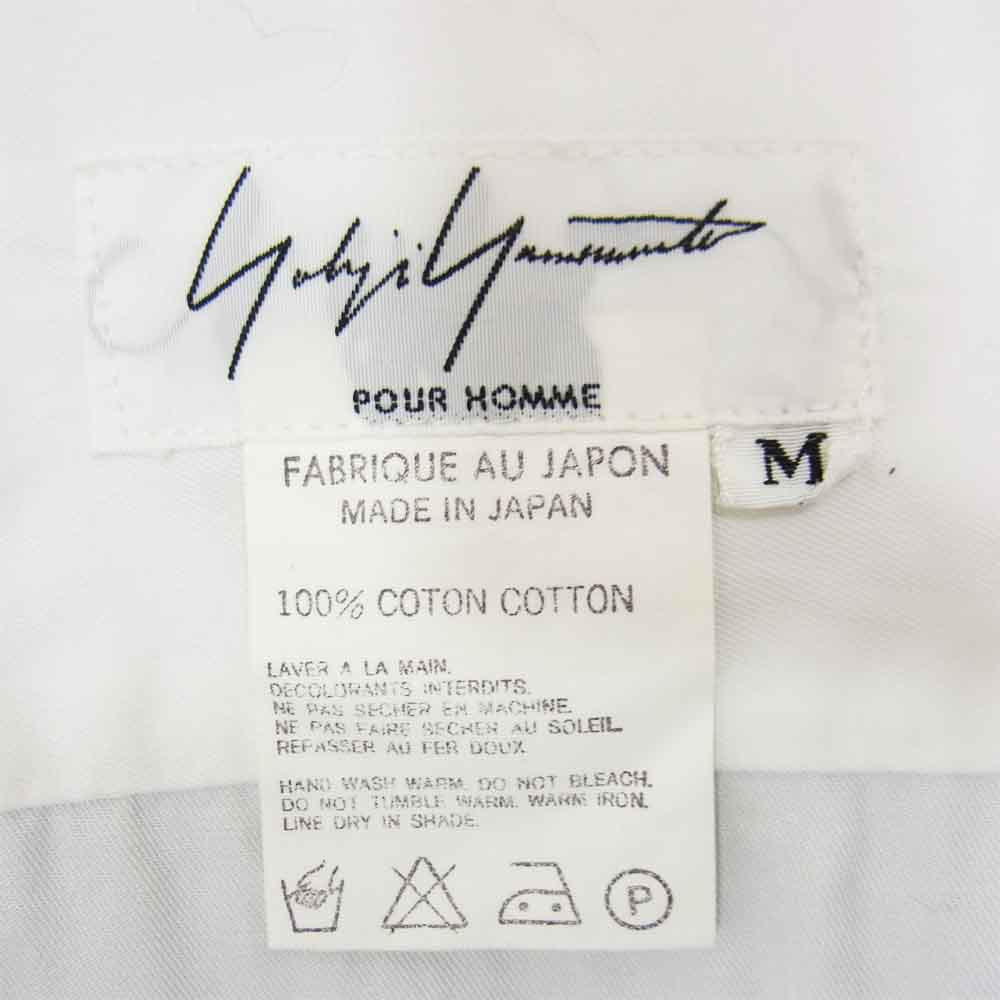 Yohji Yamamoto
POUR HOMME
M
FABRIQUE AU JAPON
MADE IN JAPAN
100% COTON COTTON
LAVER A LA MAIN.
DECOLORANTS INTERDITS.
NE PAS SECHER EN MACHINE.
NE PAS FAIRE SECHER AU SOLEIL.
REPASSER AU FER DOUX
HAND WASH WARM. DO NOT BLEACH.
DO NOT TUMBLE WARM. WARM IRON.
LINE DRY IN SHADE.
P